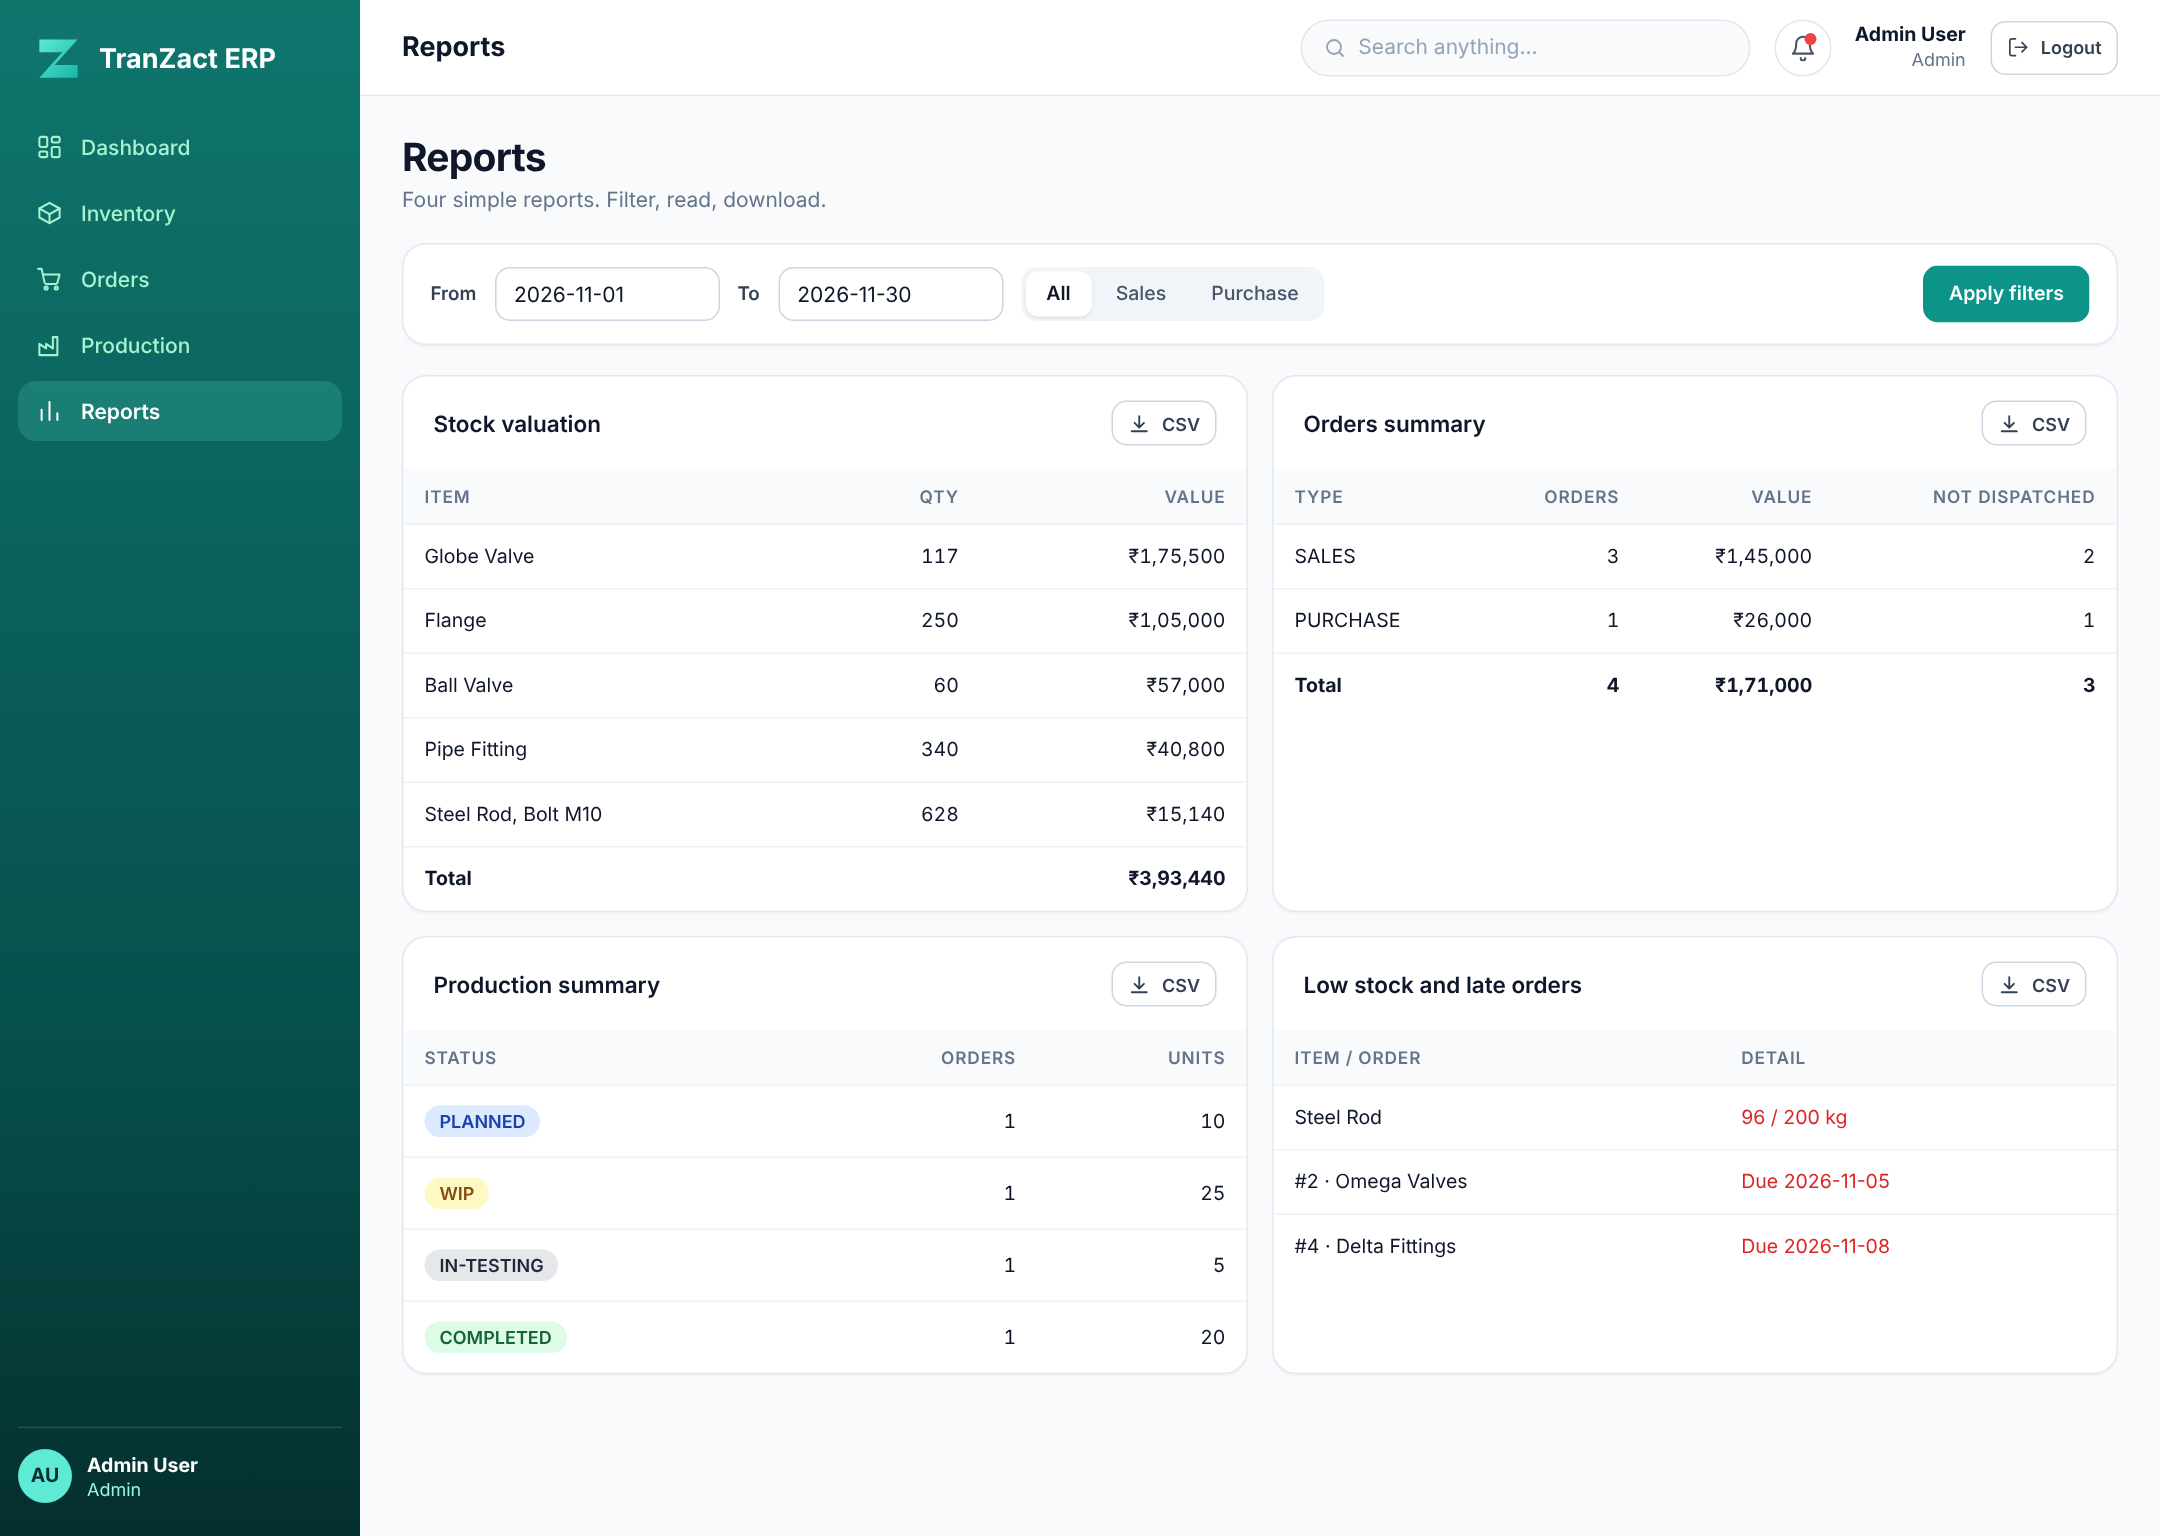 TranZact ERP
Dashboard
Inventory
Orders
Production
Reports
AU
Admin User
Admin
Reports
Search anything...
Admin User
Admin
Logout
Reports
Four simple reports. Filter, read, download.
From 2026-11-01 To 2026-11-30 All Sales Purchase Apply filters
Stock valuation CSV
ITEM QTY VALUE
Globe Valve 117 ₹1,75,500
Flange 250 ₹1,05,000
Ball Valve 60 ₹57,000
Pipe Fitting 340 ₹40,800
Steel Rod, Bolt M10 628 ₹15,140
Total ₹3,93,440
Orders summary CSV
TYPE ORDERS VALUE NOT DISPATCHED
SALES 3 ₹1,45,000 2
PURCHASE 1 ₹26,000 1
Total 4 ₹1,71,000 3
Production summary CSV
STATUS ORDERS UNITS
PLANNED 1 10
WIP 1 25
IN-TESTING 1 5
COMPLETED 1 20
Low stock and late orders CSV
ITEM / ORDER DETAIL
Steel Rod 96 / 200 kg
#2 · Omega Valves Due 2026-11-05
#4 · Delta Fittings Due 2026-11-08